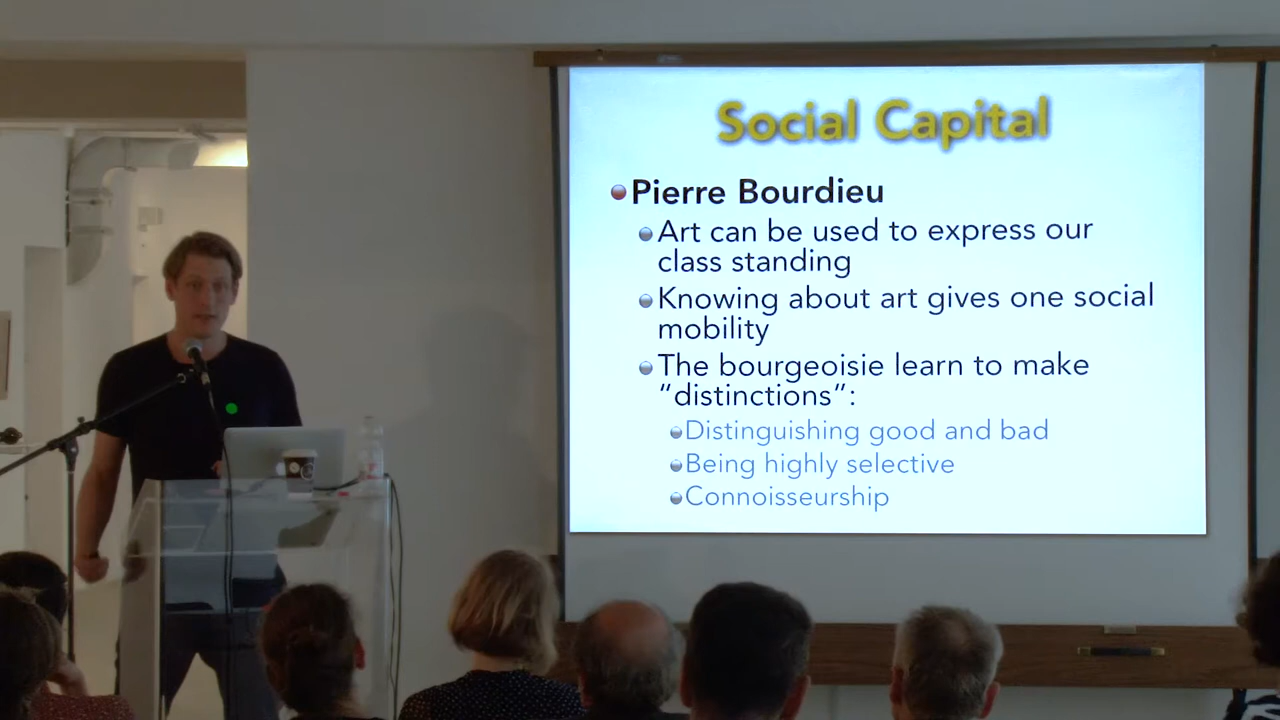 Social Capital
Pierre Bourdieu
Art can be used to express our
class standing
Knowing about art gives one social
mobility
The bourgeoisie learn to make
“distinctions”:
Distinguishing good and bad
Being highly selective
Connoisseurship